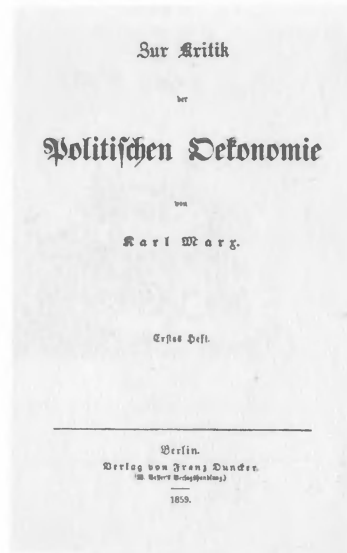 Zur Kritik
der
Politischen Oekonomie
von
Karl Marx.
Erstes Heft.
Berlin.
Verlag von Franz Duncker.
(W. Besser's Verlagshandlung.)
1859.